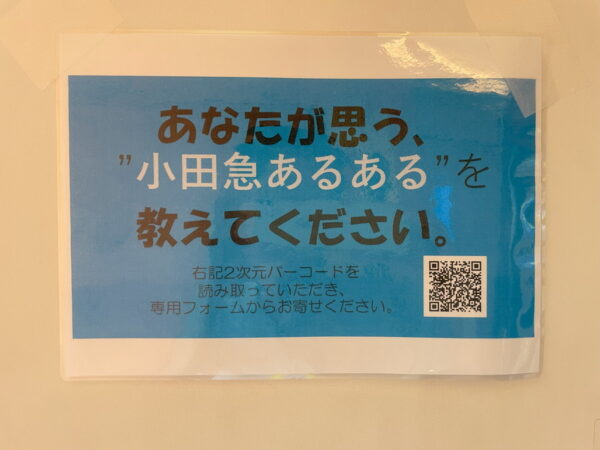 あなたが思う、
”小田急あるある”を
教えてください。
右記2次元バーコードを
読み取っていただき、
専用フォームからお寄せください。